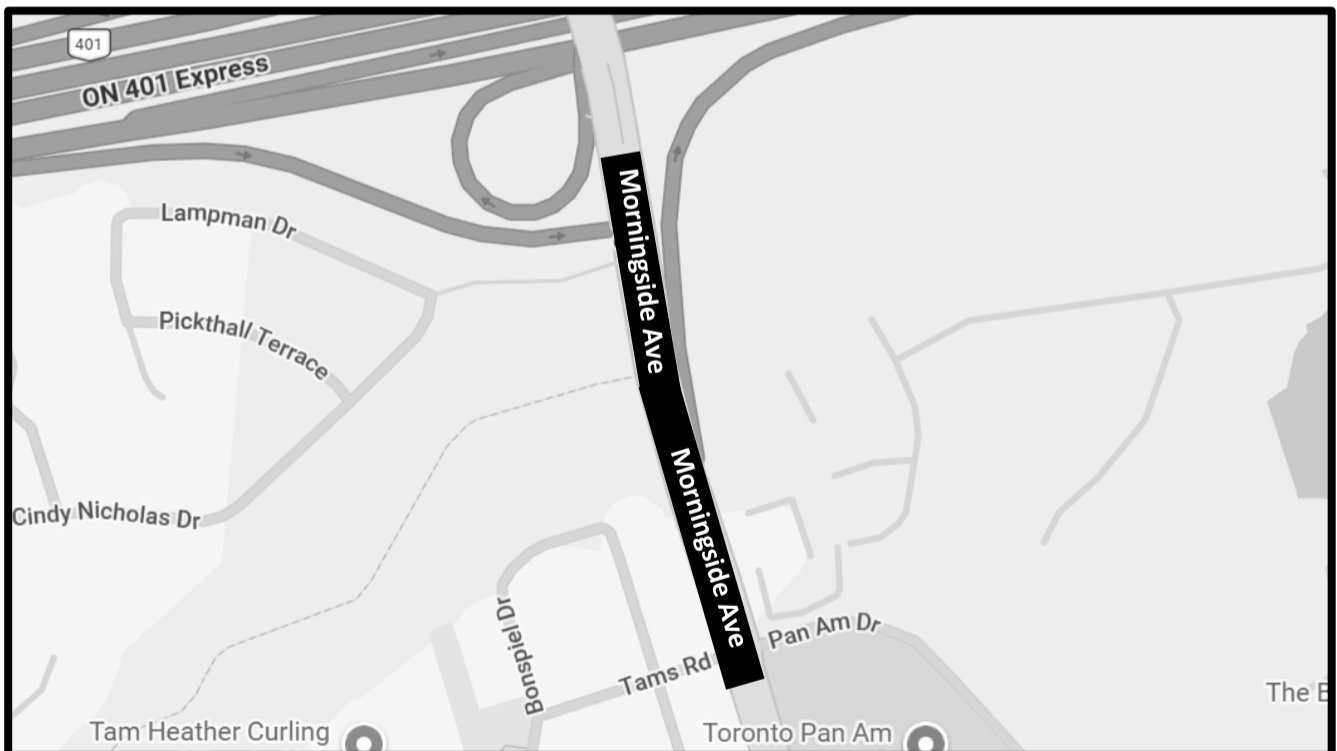 401
ON 401 Express
Lampman Dr
Morningside Ave
Pickthall Terrace
Cindy Nicholas Dr
Morningside Ave
Bonspiel Dr
Pan Am Dr
Tams Rd
Tam Heather Curling
Toronto Pan Am
The